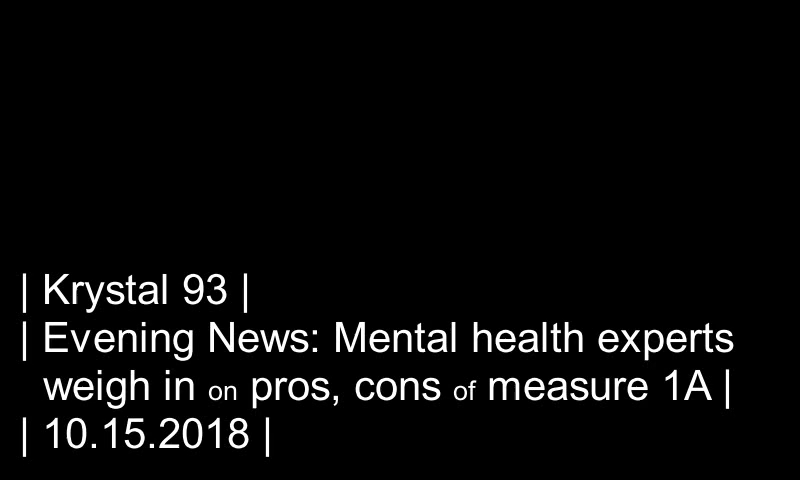 | Krystal 93 |
| Evening News: Mental health experts
weigh in on pros, cons of measure 1A |
| 10.15.2018 |